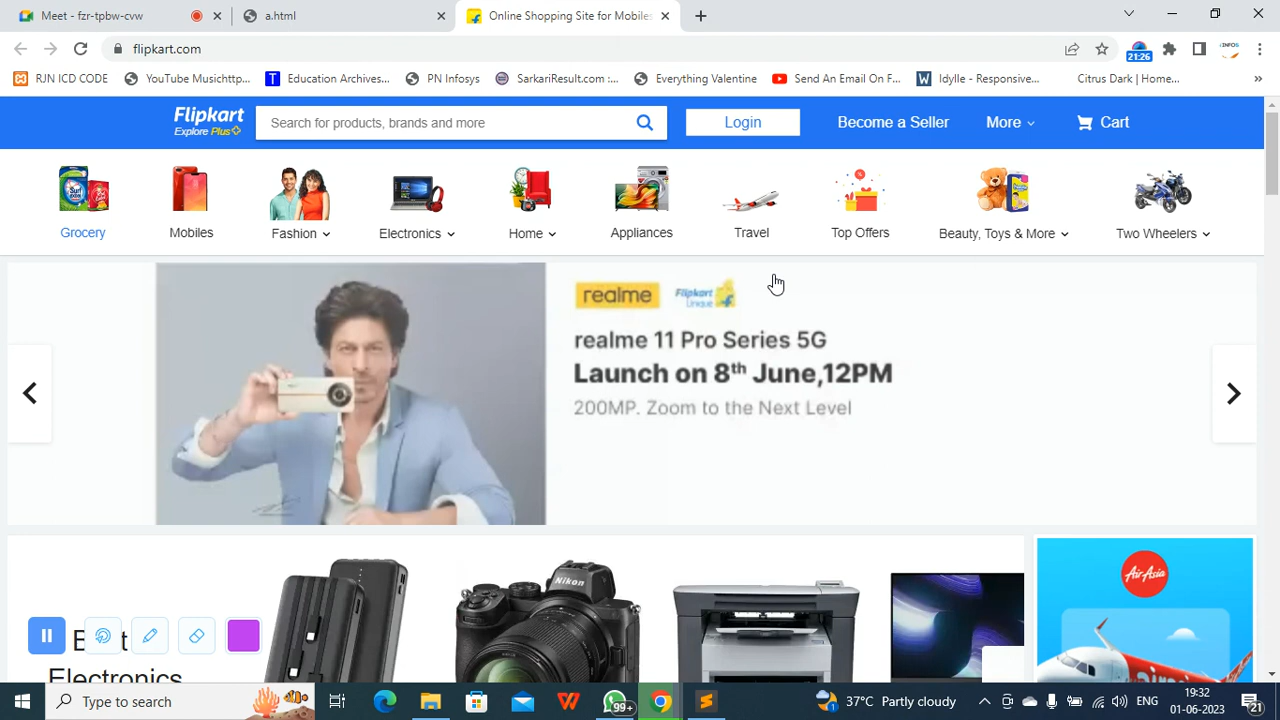 Meet - fzr-tpbw-cvw
a.html
Online Shopping Site for Mobiles
flipkart.com
21:26
INFOS
RJN ICD CODE
YouTube Musichttp...
Education Archives...
PN Infosys
SarkariResult.com :...
Everything Valentine
Send An Email On F...
Idylle - Responsive...
Citrus Dark | Home...
»
Flipkart
Explore Plus
Search for products, brands and more
Login
Become a Seller
More
Cart
Grocery
Mobiles
Fashion
Electronics
Home
Appliances
Travel
Top Offers
Beauty, Toys & More
Two Wheelers
realme
Flipkart
Unique
realme 11 Pro Series 5G
Launch on 8th June,12PM
200MP. Zoom to the Next Level
Nikon
AirAsia
Electronics
Type to search
99+
37°C Partly cloudy
ENG
19:32
01-06-2023
21